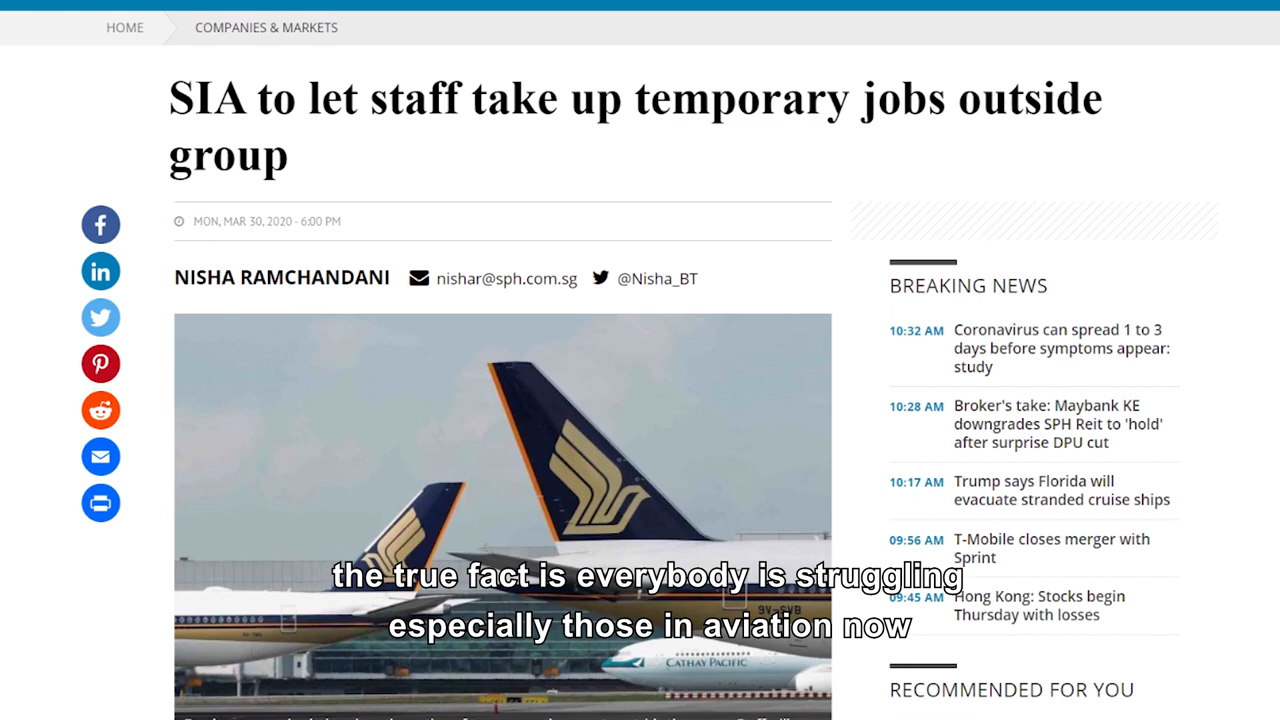 HOME
COMPANIES & MARKETS
SIA to let staff take up temporary jobs outside
group
MON, MAR 30, 2020 - 6:00 PM
NISHA RAMCHANDANI nishar@sph.com.sg @Nisha_BT
9V-SVB
CATHAY PACIFIC
the true fact is everybody is struggling
especially those in aviation now
BREAKING NEWS
10:32 AM Coronavirus can spread 1 to 3
days before symptoms appear:
study
10:28 AM Broker's take: Maybank KE
downgrades SPH Reit to 'hold'
after surprise DPU cut
10:17 AM Trump says Florida will
evacuate stranded cruise ships
09:56 AM T-Mobile closes merger with
Sprint
09:45 AM Hong Kong: Stocks begin
Thursday with losses
RECOMMENDED FOR YOU